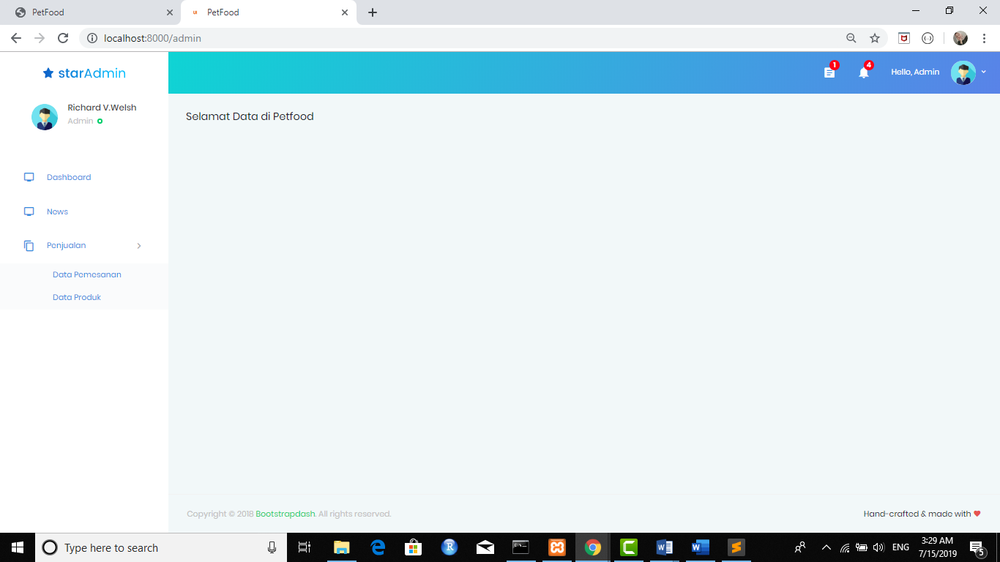 PetFood
UI PetFood
localhost:8000/admin
starAdmin
1
4
Hello, Admin
Richard V.Welsh
Admin
Selamat Data di Petfood
Dashboard
News
Penjualan
Data Pemesanan
Data Produk
Copyright © 2018 Bootstrapdash. All rights reserved.
Hand-crafted & made with
Type here to search
ENG
3:29 AM
7/15/2019
5